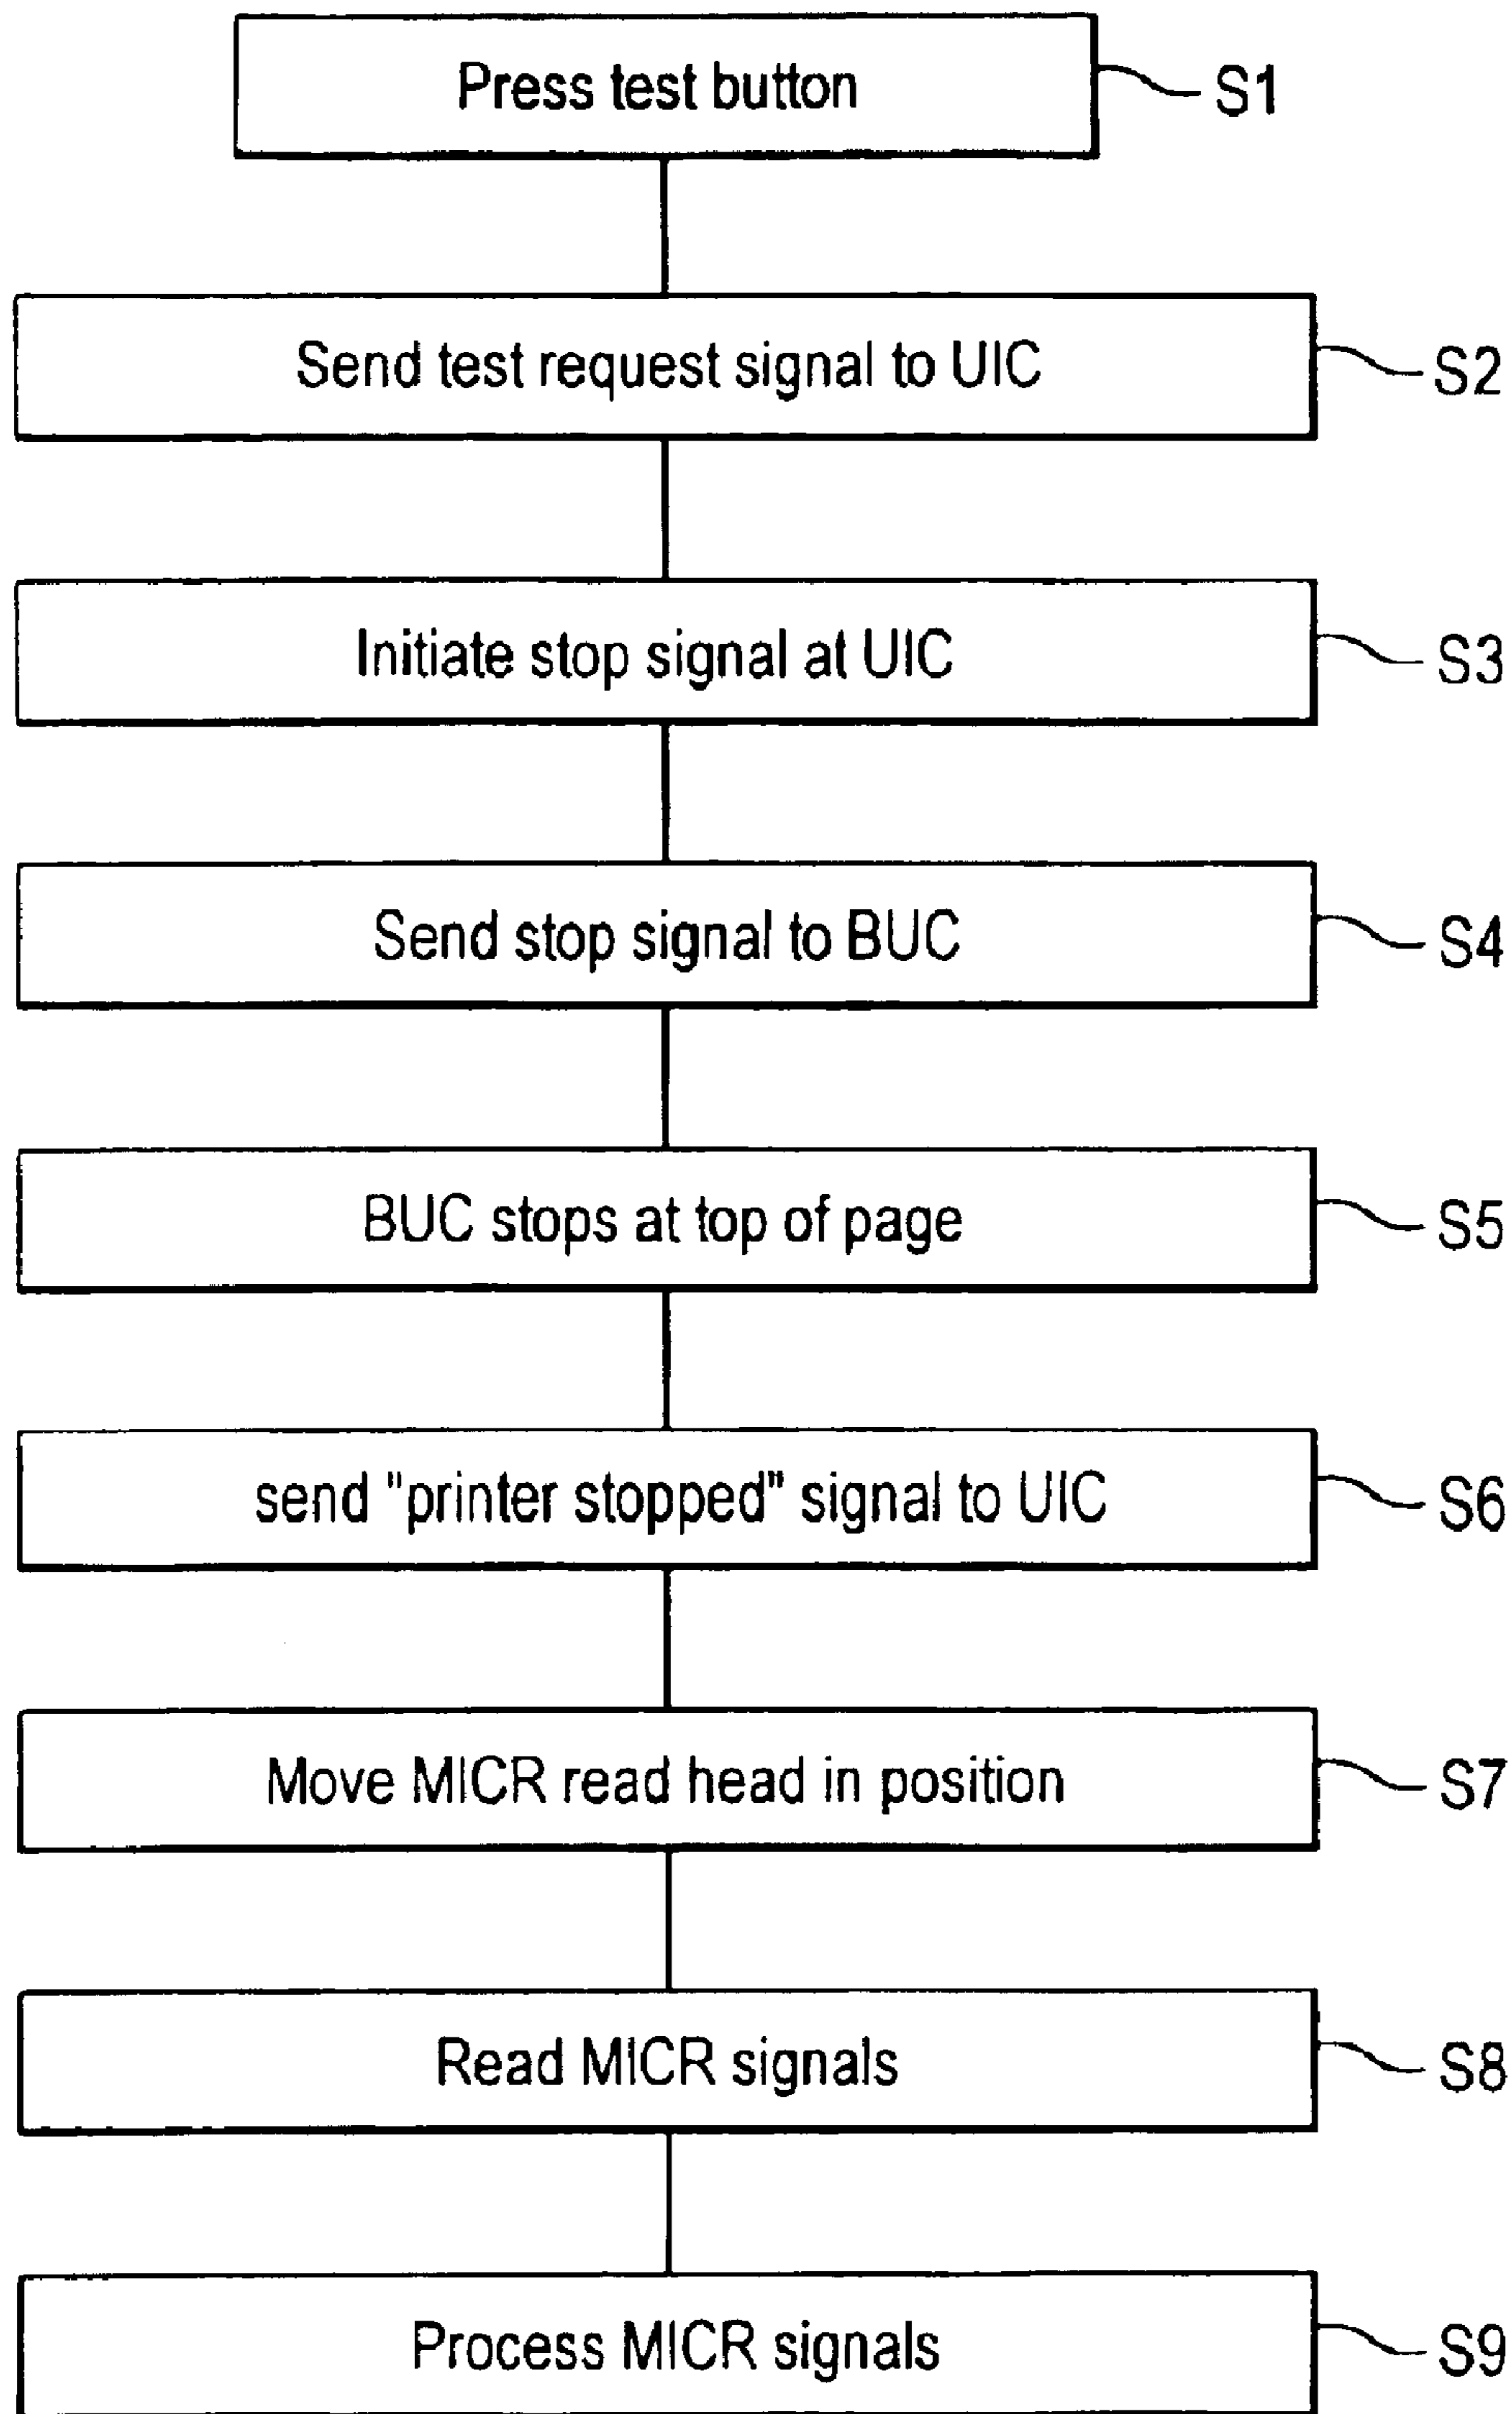 Press test button S1
Send test request signal to UIC S2
Initiate stop signal at UIC S3
Send stop signal to BUC S4
BUC stops at top of page S5
send "printer stopped" signal to UIC S6
Move MICR read head in position S7
Read MICR signals S8
Process MICR signals S9